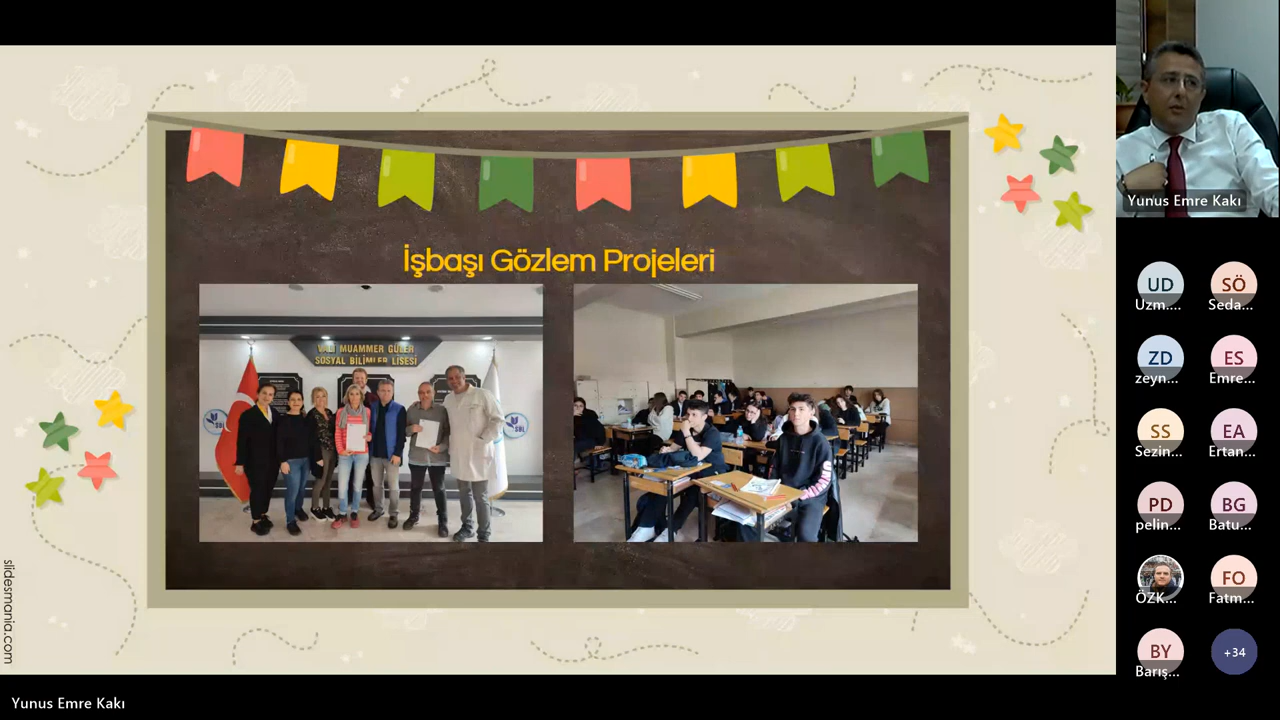 İşbaşı Gözlem Projeleri
VALİ MUAMMER GÜLER
SOSYAL BİLİMLER LİSESİ
SBL
SBL
slidesmania.com
Yunus Emre Kakı
UD
Uzm....
SÖ
Seda...
ZD
zeyn...
ES
Emre...
SS
Sezin...
EA
Ertan...
PD
pelin...
BG
Batu...
ÖZK...
FO
Fatm...
BY
Barış...
+34
Yunus Emre Kakı